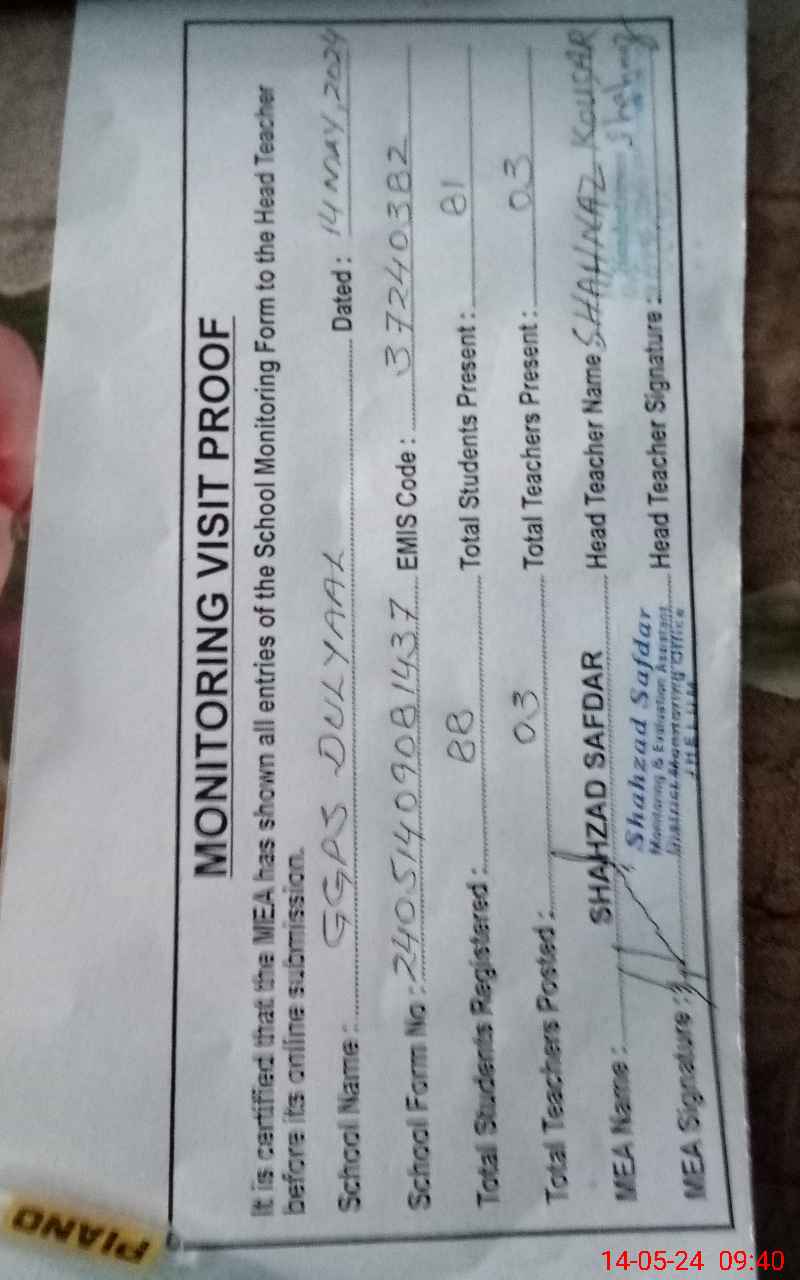 MONITORING VISIT PROOF
It is certified that the MEA has shown all entries of the School Monitoring Form to the Head Teacher
before its online submission.
School Name: GGPS DULYAAL Dated: 14 MAY, 2024
School Form No: 240514090081437 EMIS Code: 37240382
Total Students Registered: 88 Total Students Present: 81
Total Teachers Posted: 03 Total Teachers Present: 03
MEA Name: SHAHZAD SAFDAR Head Teacher Name SHAHNAZ KOUSAR
Shahzad Safdar
Monitoring & Evaluation Assistant
District Monitoring Office
JHELUM
MEA Signature: Head Teacher Signature: Shahnaz
PIANO
14-05-24 09:40